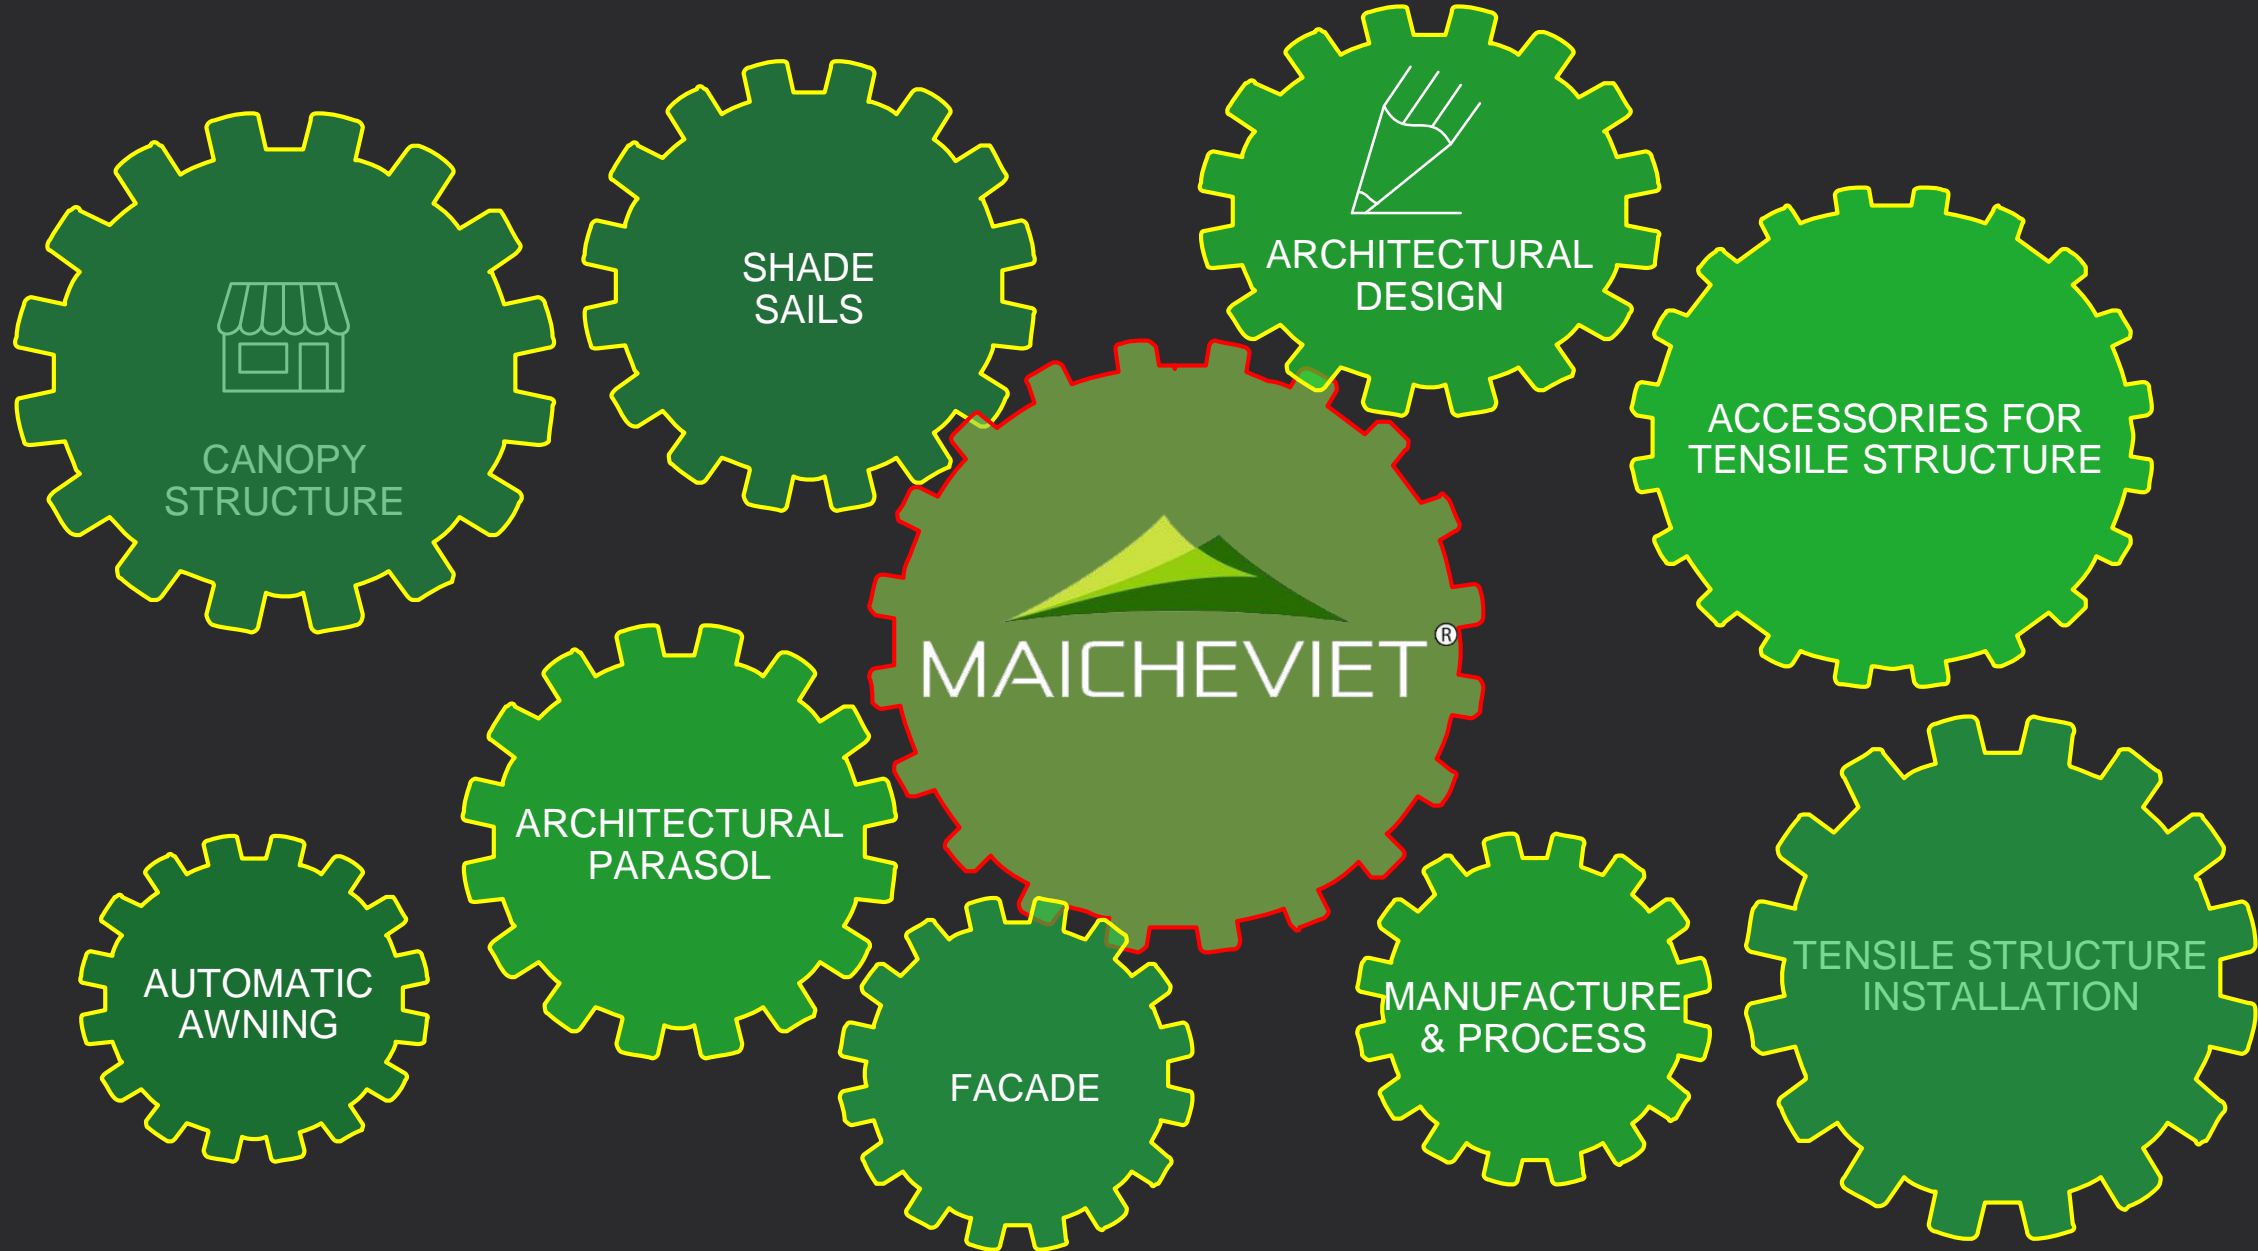 SHADE
SAILS
ARCHITECTURAL
DESIGN
CANOPY
STRUCTURE
ACCESSORIES FOR
TENSILE STRUCTURE
MAICHEVIET®
ARCHITECTURAL
PARASOL
AUTOMATIC
AWNING
FACADE
MANUFACTURE
& PROCESS
TENSILE STRUCTURE
INSTALLATION